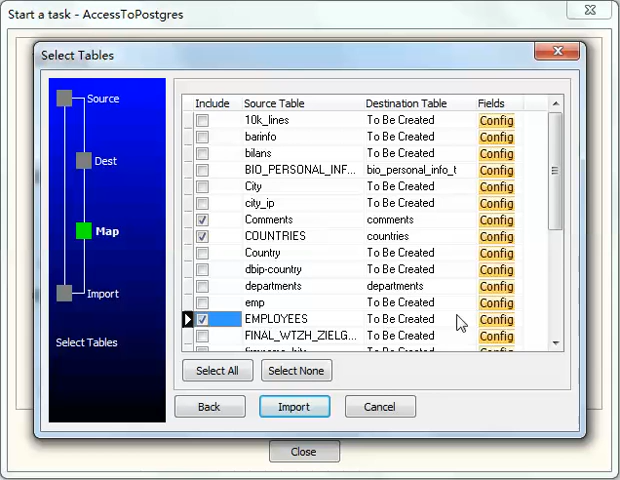 Start a task - AccessToPostgres
Select Tables
Source
Dest
Map
Import
Select Tables
Include Source Table Destination Table Fields
10k_lines To Be Created Config
barinfo To Be Created Config
bilans To Be Created Config
BIO_PERSONAL_INF... bio_personal_info_t Config
City To Be Created Config
city_ip To Be Created Config
Comments comments Config
COUNTRIES countries Config
Country To Be Created Config
dbip-country To Be Created Config
departments departments Config
emp To Be Created Config
EMPLOYEES To Be Created Config
FINAL_WTZH_ZIELG... To Be Created Config
To Be Created Config
Select All Select None
Back Import Cancel
Close